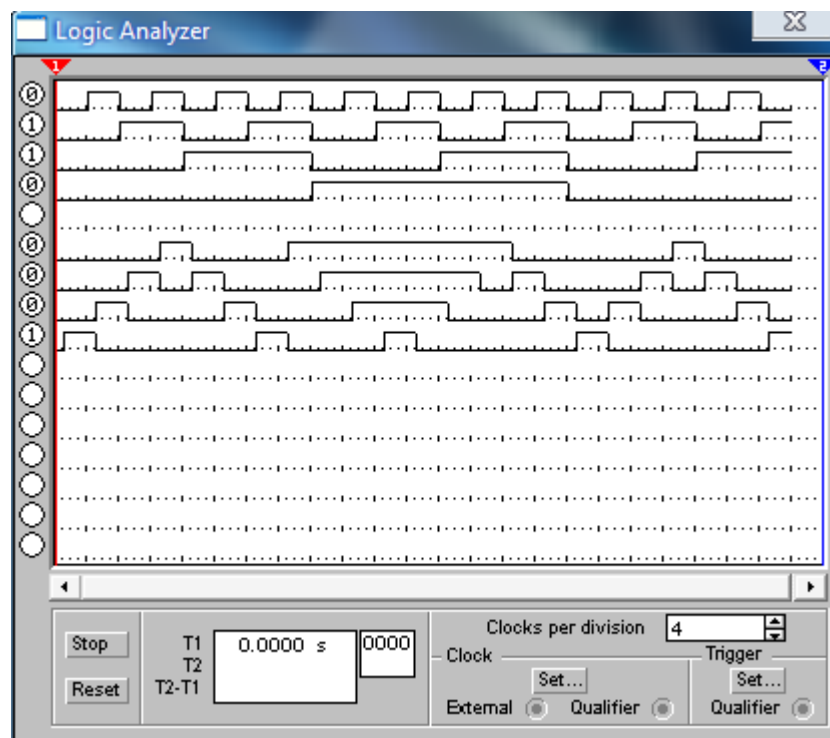 Logic Analyzer
1 2
0
1
1
0
0
0
0
1
Clocks per division 4
Stop T1 0.0000 s 0000
T2
Reset T2-T1
Clock Trigger
Set... Set...
External Qualifier Qualifier